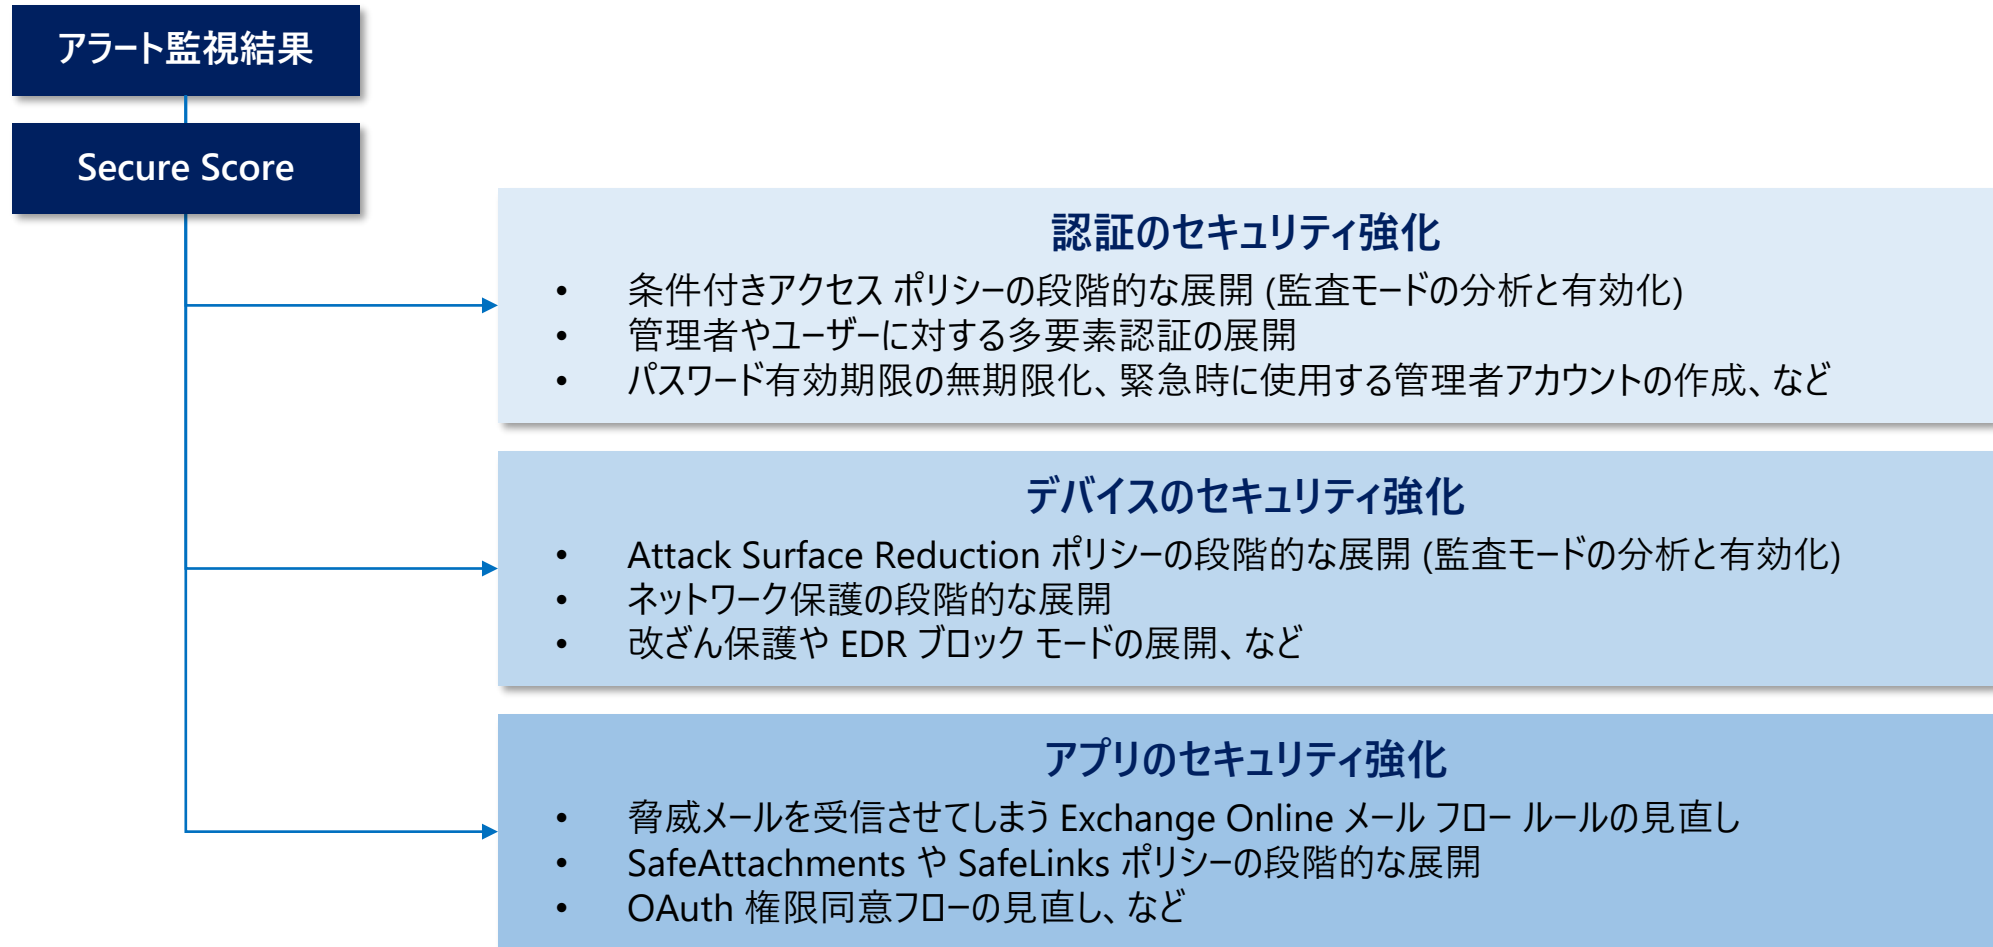 アラート監視結果
Secure Score
認証のセキュリティ強化
• 条件付きアクセス ポリシーの段階的な展開 (監査モードの分析と有効化)
• 管理者やユーザーに対する多要素認証の展開
• パスワード有効期限の無期限化、緊急時に使用する管理者アカウントの作成、など
デバイスのセキュリティ強化
• Attack Surface Reduction ポリシーの段階的な展開 (監査モードの分析と有効化)
• ネットワーク保護の段階的な展開
• 改ざん保護や EDR ブロック モードの展開、など
アプリのセキュリティ強化
• 脅威メールを受信させてしまう Exchange Online メール フロー ルールの見直し
• SafeAttachments や SafeLinks ポリシーの段階的な展開
• OAuth 権限同意フローの見直し、など